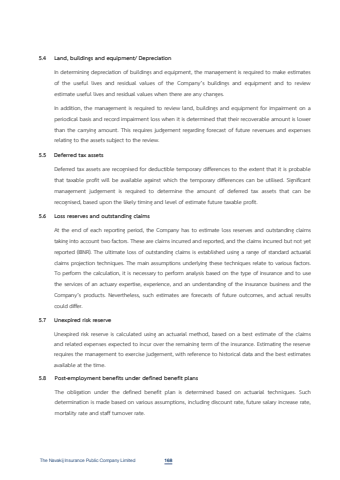 5.4 Land, buildings and equipment/ Depreciation
In determining depreciation of buildings and equipment, the management is required to make estimates
of the useful lives and residual values of the Company's buildings and equipment and to review
estimate useful lives and residual values when there are any changes.
In addition, the management is required to review land, buildings and equipment for impairment on a
periodical basis and record impairment loss when it is determined that their recoverable amount is lower
than the carrying amount. This requires judgement regarding forecast of future revenues and expenses
relating to the assets subject to the review.
5.5 Deferred tax assets
Deferred tax assets are recognised for deductible temporary differences to the extent that it is probable
that taxable profit will be available against which the temporary differences can be utilised. Significant
management judgement is required to determine the amount of deferred tax assets that can be
recognised, based upon the likely timing and level of estimate future taxable profit.
5.6 Loss reserves and outstanding claims
At the end of each reporting period, the Company has to estimate loss reserves and outstanding claims
taking into account two factors. These are claims incurred and reported, and the claims incurred but not yet
reported (IBNR). The ultimate loss of outstanding claims is established using a range of standard actuarial
claims projection techniques. The main assumptions underlying these techniques relate to various factors.
To perform the calculation, it is necessary to perform analysis based on the type of insurance and to use
the services of an actuary expertise, experience, and an understanding of the insurance business and the
Company's products. Nevertheless, such estimates are forecasts of future outcomes, and actual results
could differ.
5.7 Unexpired risk reserve
Unexpired risk reserve is calculated using an actuarial method, based on a best estimate of the claims
and related expenses expected to incur over the remaining term of the insurance. Estimating the reserve
requires the management to exercise judgement, with reference to historical data and the best estimates
available at the time.
5.8 Post-employment benefits under defined benefit plans
The obligation under the defined benefit plan is determined based on actuarial techniques. Such
determination is made based on various assumptions, including discount rate, future salary increase rate,
mortality rate and staff turnover rate.
The Navakij Insurance Public Company Limited 168